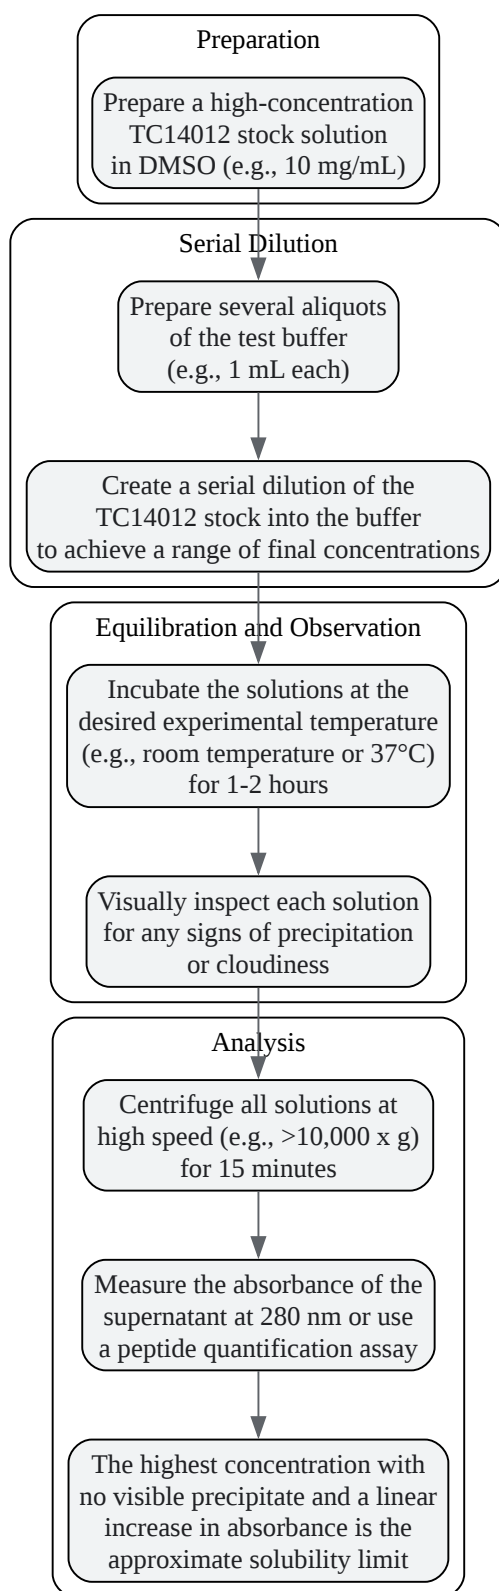 Preparation
Prepare a high-concentration
TC14012 stock solution
in DMSO (e.g., 10 mg/mL)
Serial Dilution
Prepare several aliquots
of the test buffer
(e.g., 1 mL each)
Create a serial dilution of the
TC14012 stock into the buffer
to achieve a range of final concentrations
Equilibration and Observation
Incubate the solutions at the
desired experimental temperature
(e.g., room temperature or 37°C)
for 1-2 hours
Visually inspect each solution
for any signs of precipitation
or cloudiness
Analysis
Centrifuge all solutions at
high speed (e.g., >10,000 x g)
for 15 minutes
Measure the absorbance of the
supernatant at 280 nm or use
a peptide quantification assay
The highest concentration with
no visible precipitate and a linear
increase in absorbance is the
approximate solubility limit